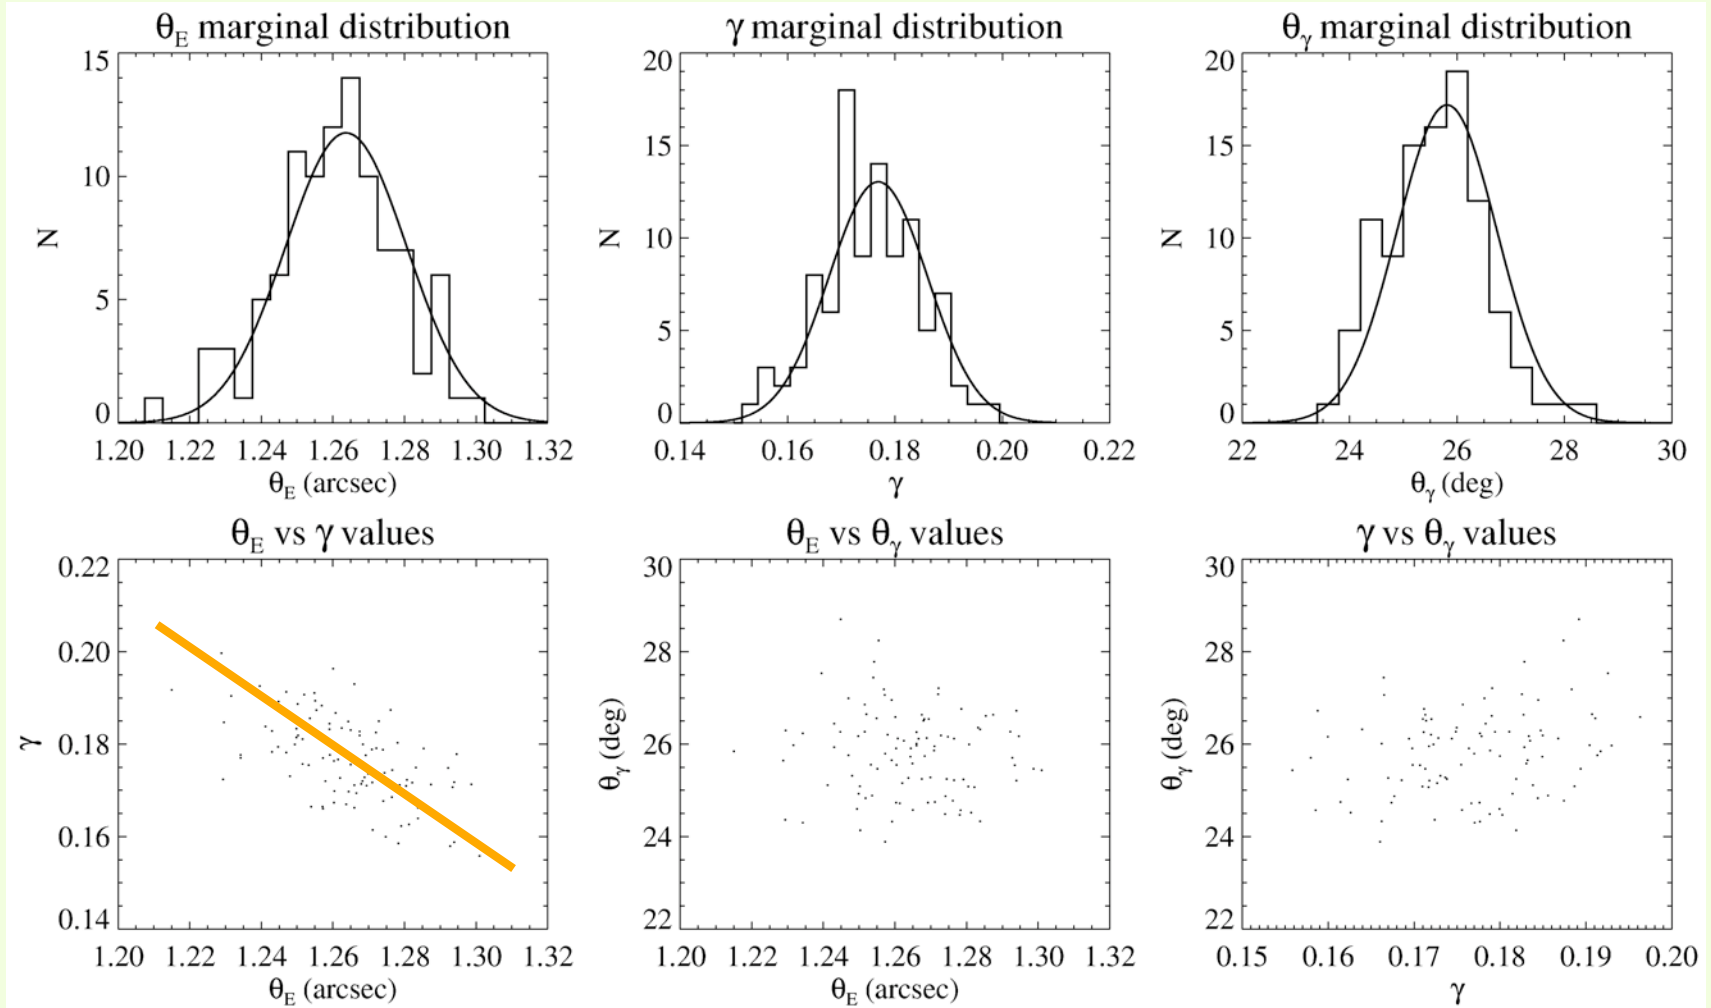 θE marginal distribution
γ marginal distribution
θγ marginal distribution
15
10
5
0
N
1.20 1.22 1.24 1.26 1.28 1.30 1.32
θE (arcsec)
20
15
10
5
0
N
0.14 0.16 0.18 0.20 0.22
γ
20
15
10
5
0
N
22 24 26 28 30
θγ (deg)
θE vs γ values
θE vs θγ values
γ vs θγ values
0.22
0.20
0.18
0.16
0.14
γ
1.20 1.22 1.24 1.26 1.28 1.30 1.32
θE (arcsec)
30
28
26
24
22
θγ (deg)
1.20 1.22 1.24 1.26 1.28 1.30 1.32
θE (arcsec)
30
28
26
24
22
θγ (deg)
0.15 0.16 0.17 0.18 0.19 0.20
γ